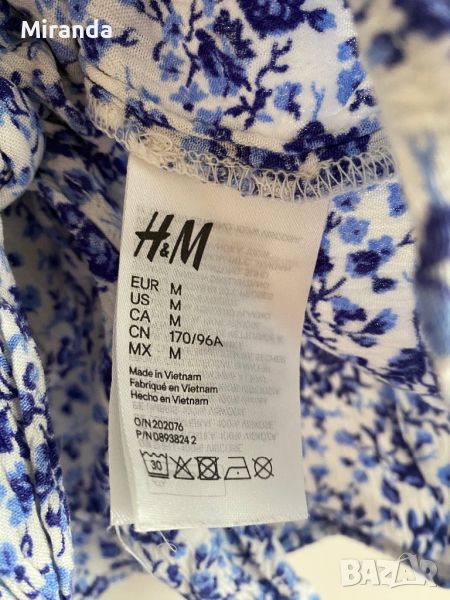 Miranda
H&M
EUR M
US M
CA M
CN 170/96A
MX M
Made in Vietnam
Fabriqué en Vietnam
Hecho en Vietnam
O/N 202076
P/N 0893824 2
30
BAZAR